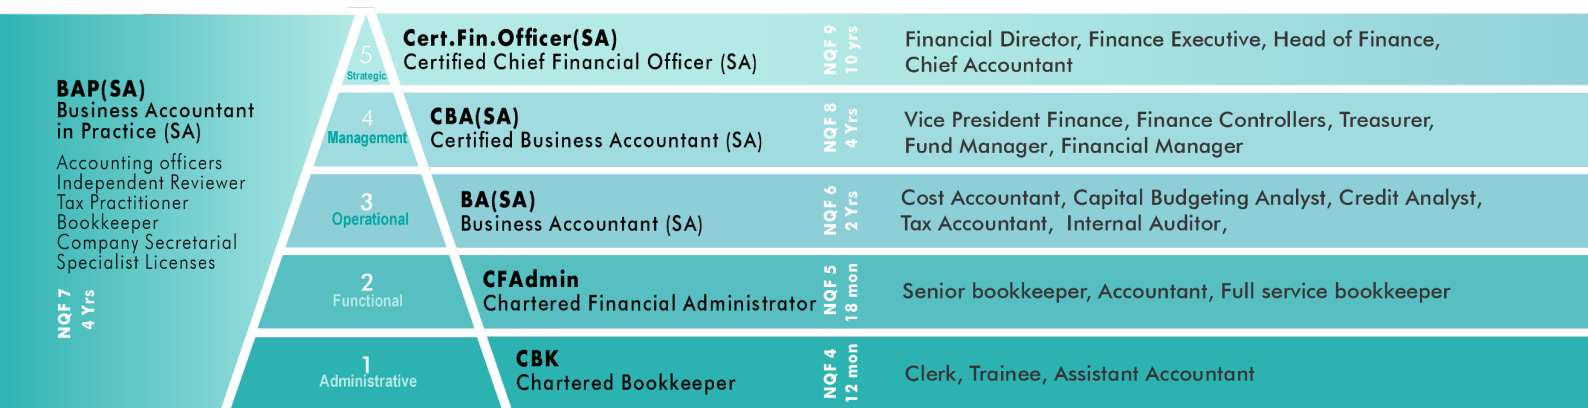 BAP(SA)
Business Accountant
in Practice (SA)
Accounting officers
Independent Reviewer
Tax Practitioner
Bookkeeper
Company Secretarial
Specialist Licenses
NQF 7
4 Yrs
5
Strategic
Cert.Fin.Officer(SA)
Certified Chief Financial Officer (SA)
NQF 9
10 yrs
Financial Director, Finance Executive, Head of Finance,
Chief Accountant
4
Management
CBA(SA)
Certified Business Accountant (SA)
NQF 8
4 Yrs
Vice President Finance, Finance Controllers, Treasurer,
Fund Manager, Financial Manager
3
Operational
BA(SA)
Business Accountant (SA)
NQF 6
2 Yrs
Cost Accountant, Capital Budgeting Analyst, Credit Analyst,
Tax Accountant, Internal Auditor,
2
Functional
CFAdmin
Chartered Financial Administrator
NQF 5
18 mon
Senior bookkeeper, Accountant, Full service bookkeeper
1
Administrative
CBK
Chartered Bookkeeper
NQF 4
12 mon
Clerk, Trainee, Assistant Accountant